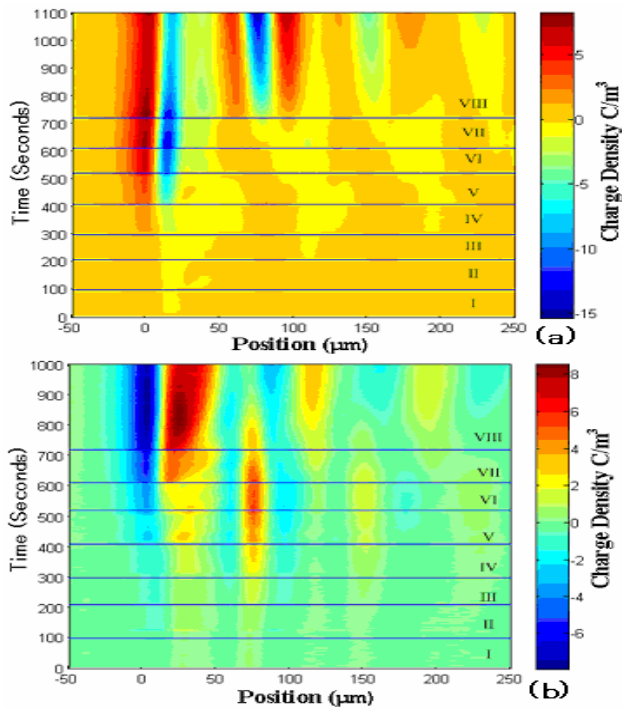 1100
1000
900
800
700
600
500
400
300
200
100
0
Time (Seconds)
VIII
VII
VI
V
IV
III
II
I
-50 0 50 100 150 200 250
Position (μm)
5
0
-5
-10
-15
Charge Density C/m³
(a)
1000
900
800
700
600
500
400
300
200
100
0
Time (Seconds)
VIII
VII
VI
V
IV
III
II
I
-50 0 50 100 150 200 250
Position (μm)
8
6
4
2
0
-2
-4
-6
Charge Density C/m³
(b)